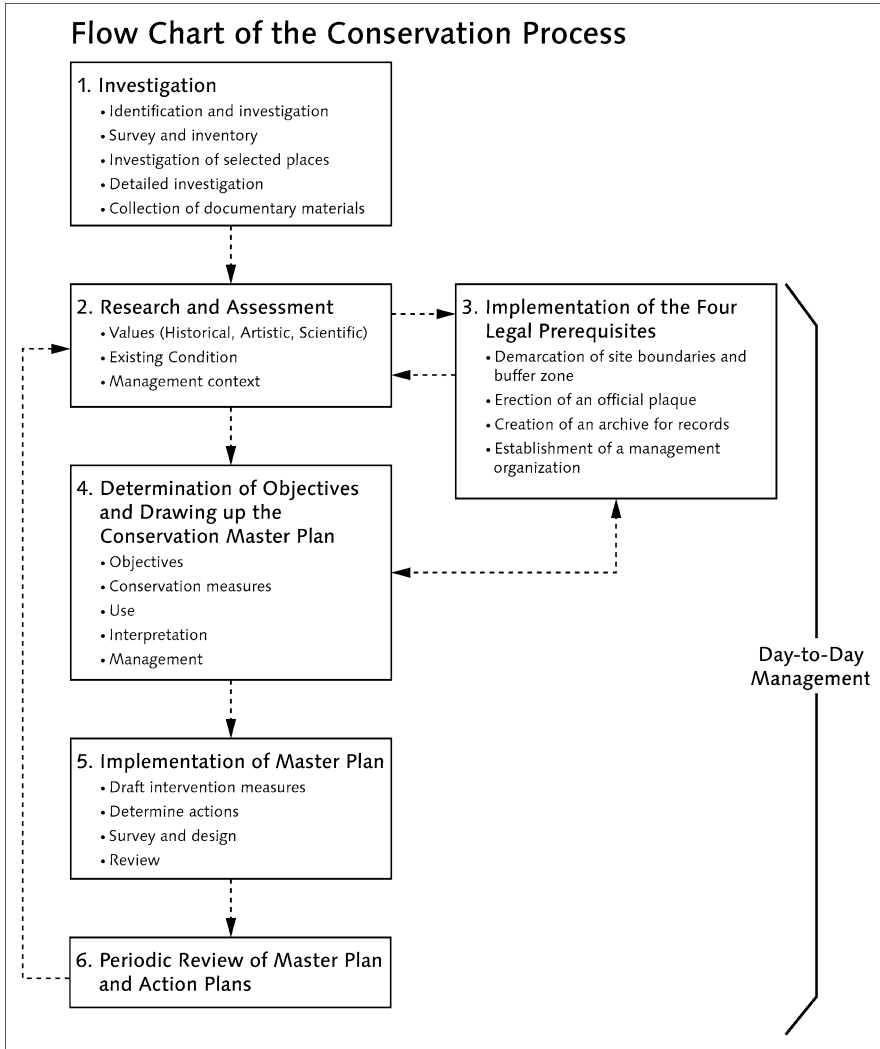 Flow Chart of the Conservation Process
1. Investigation
• Identification and investigation
• Survey and inventory
• Investigation of selected places
• Detailed investigation
• Collection of documentary materials
2. Research and Assessment
• Values (Historical, Artistic, Scientific)
• Existing Condition
• Management context
3. Implementation of the Four
Legal Prerequisites
• Demarcation of site boundaries and
buffer zone
• Erection of an official plaque
• Creation of an archive for records
• Establishment of a management
organization
4. Determination of Objectives
and Drawing up the
Conservation Master Plan
• Objectives
• Conservation measures
• Use
• Interpretation
• Management
Day-to-Day
Management
5. Implementation of Master Plan
• Draft intervention measures
• Determine actions
• Survey and design
• Review
6. Periodic Review of Master Plan
and Action Plans